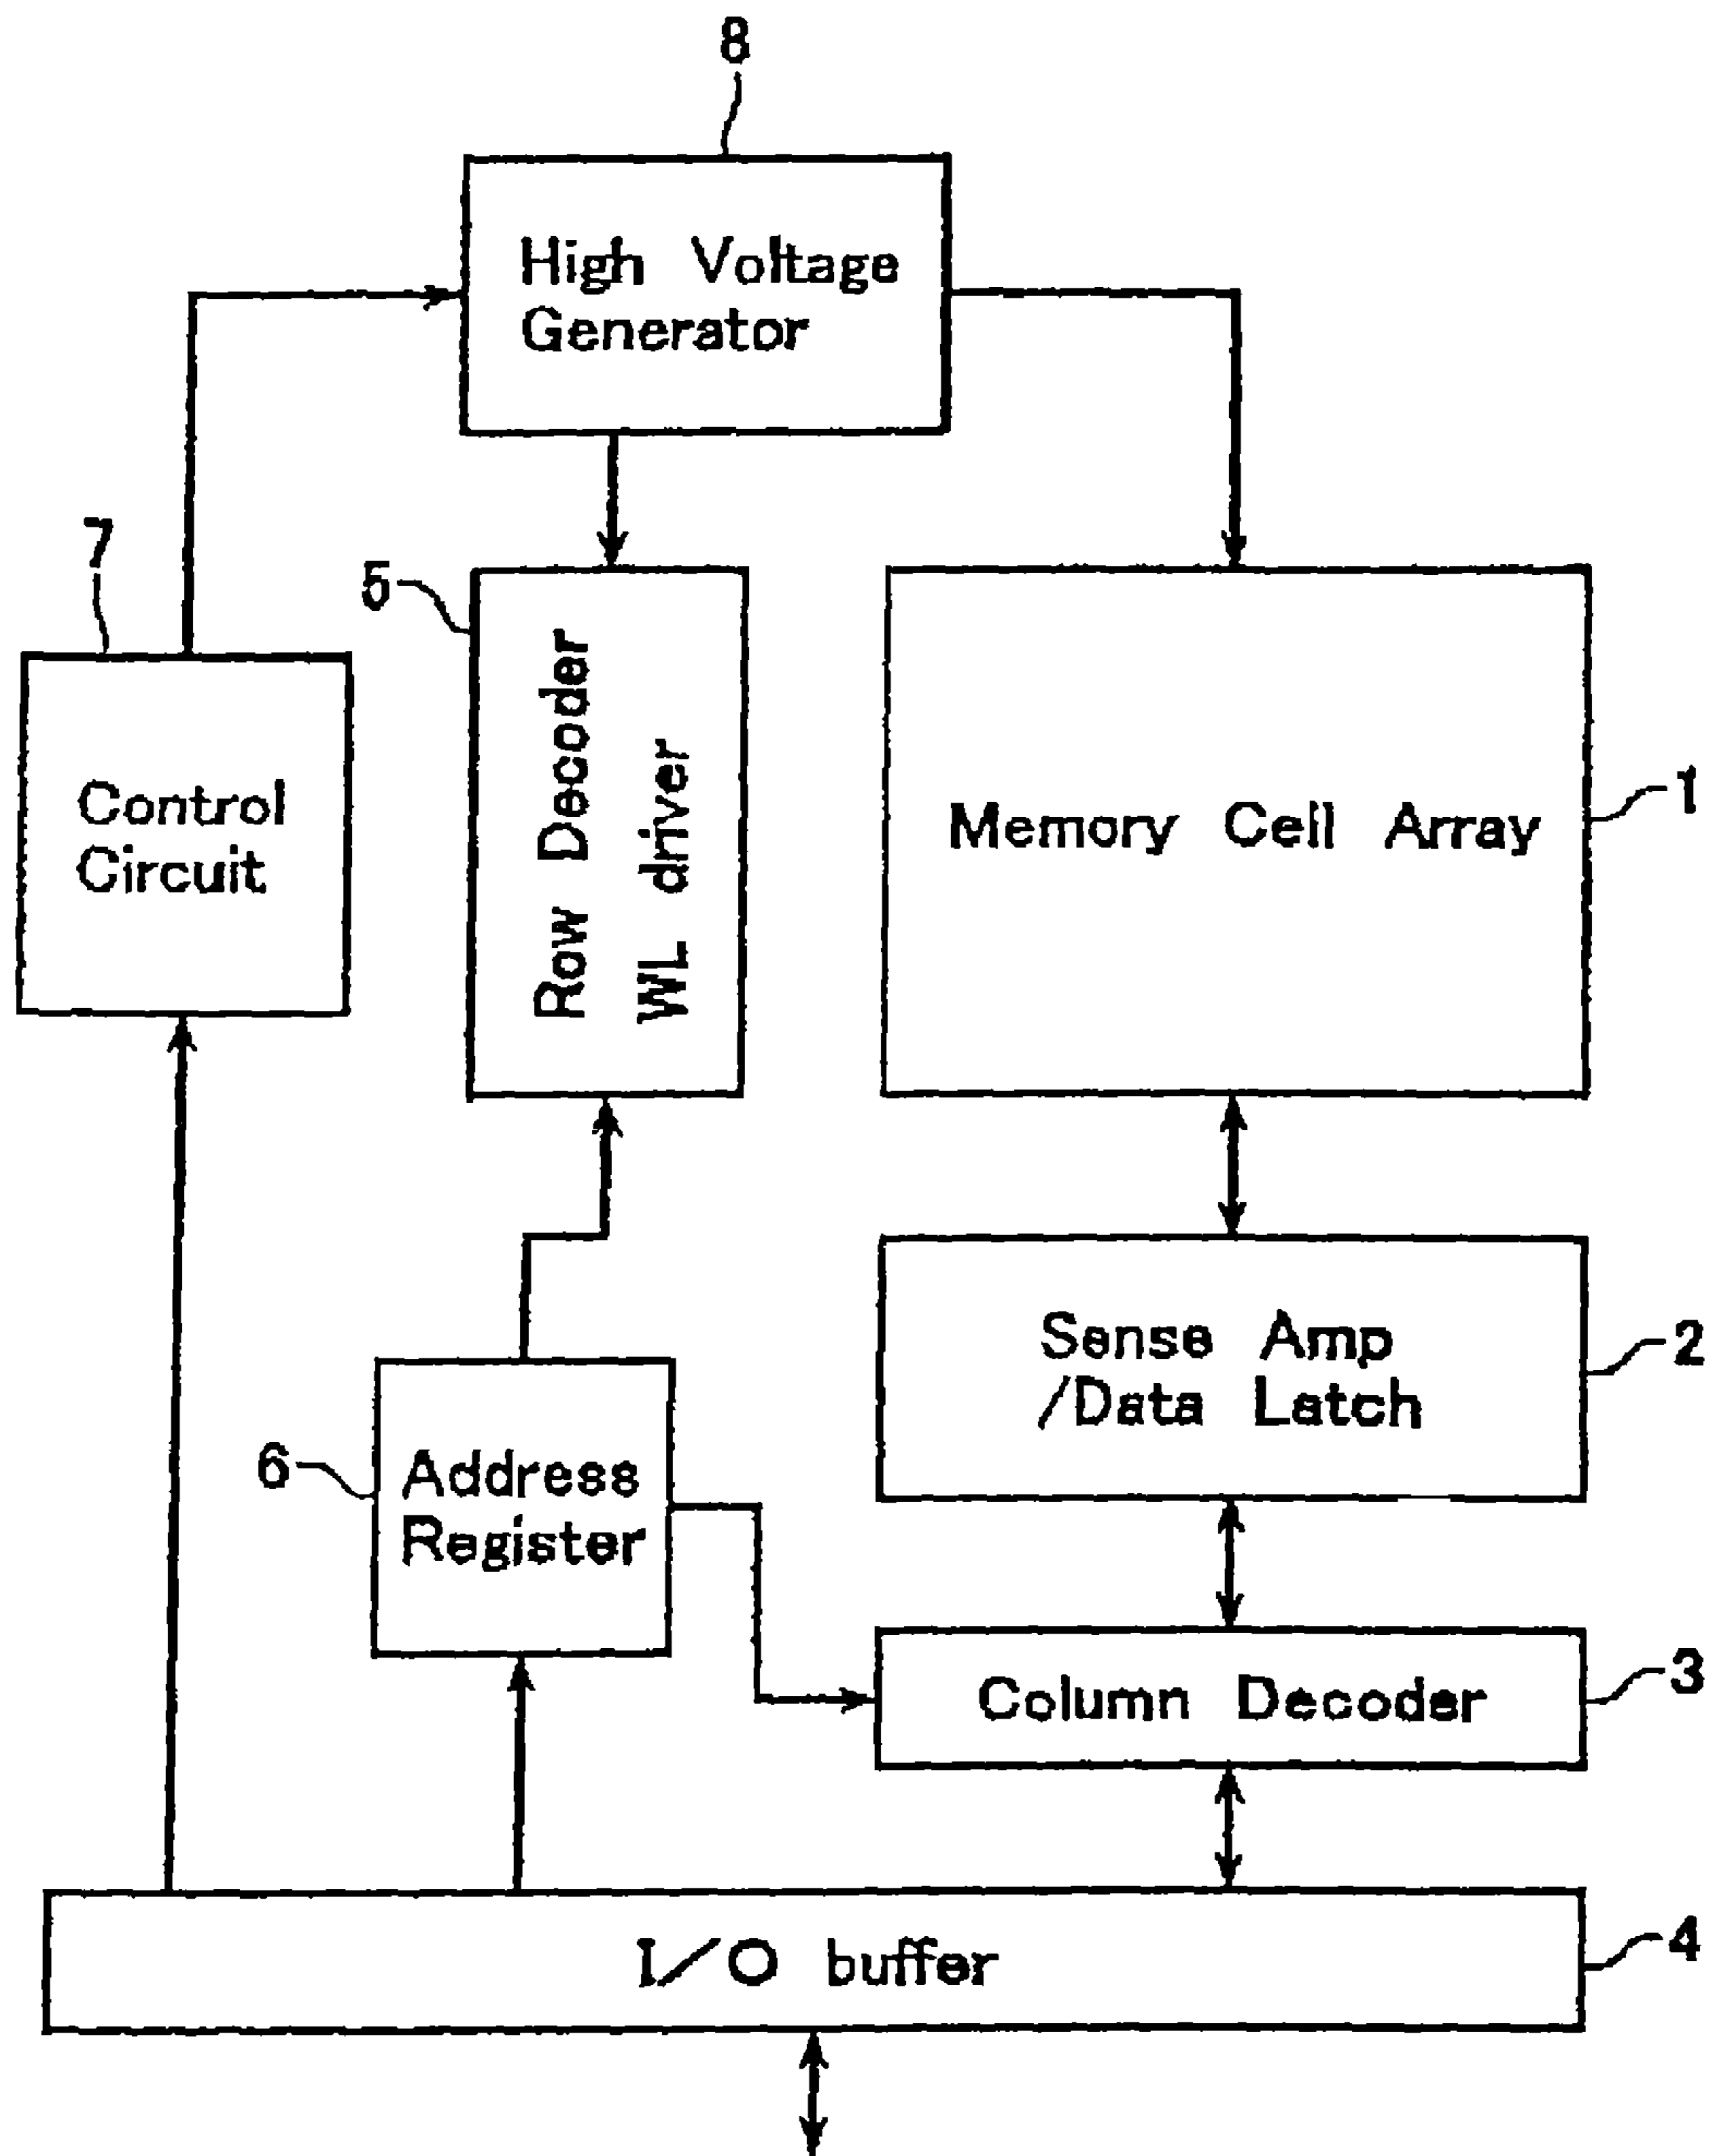 8
High Voltage
Generator
7
5
Control
Circuit
Row Decoder
WL driver
Memory Cell Array
1
Sense Amp
/Data Latch
2
6
Address
Register
Column Decoder
3
I/O buffer
4